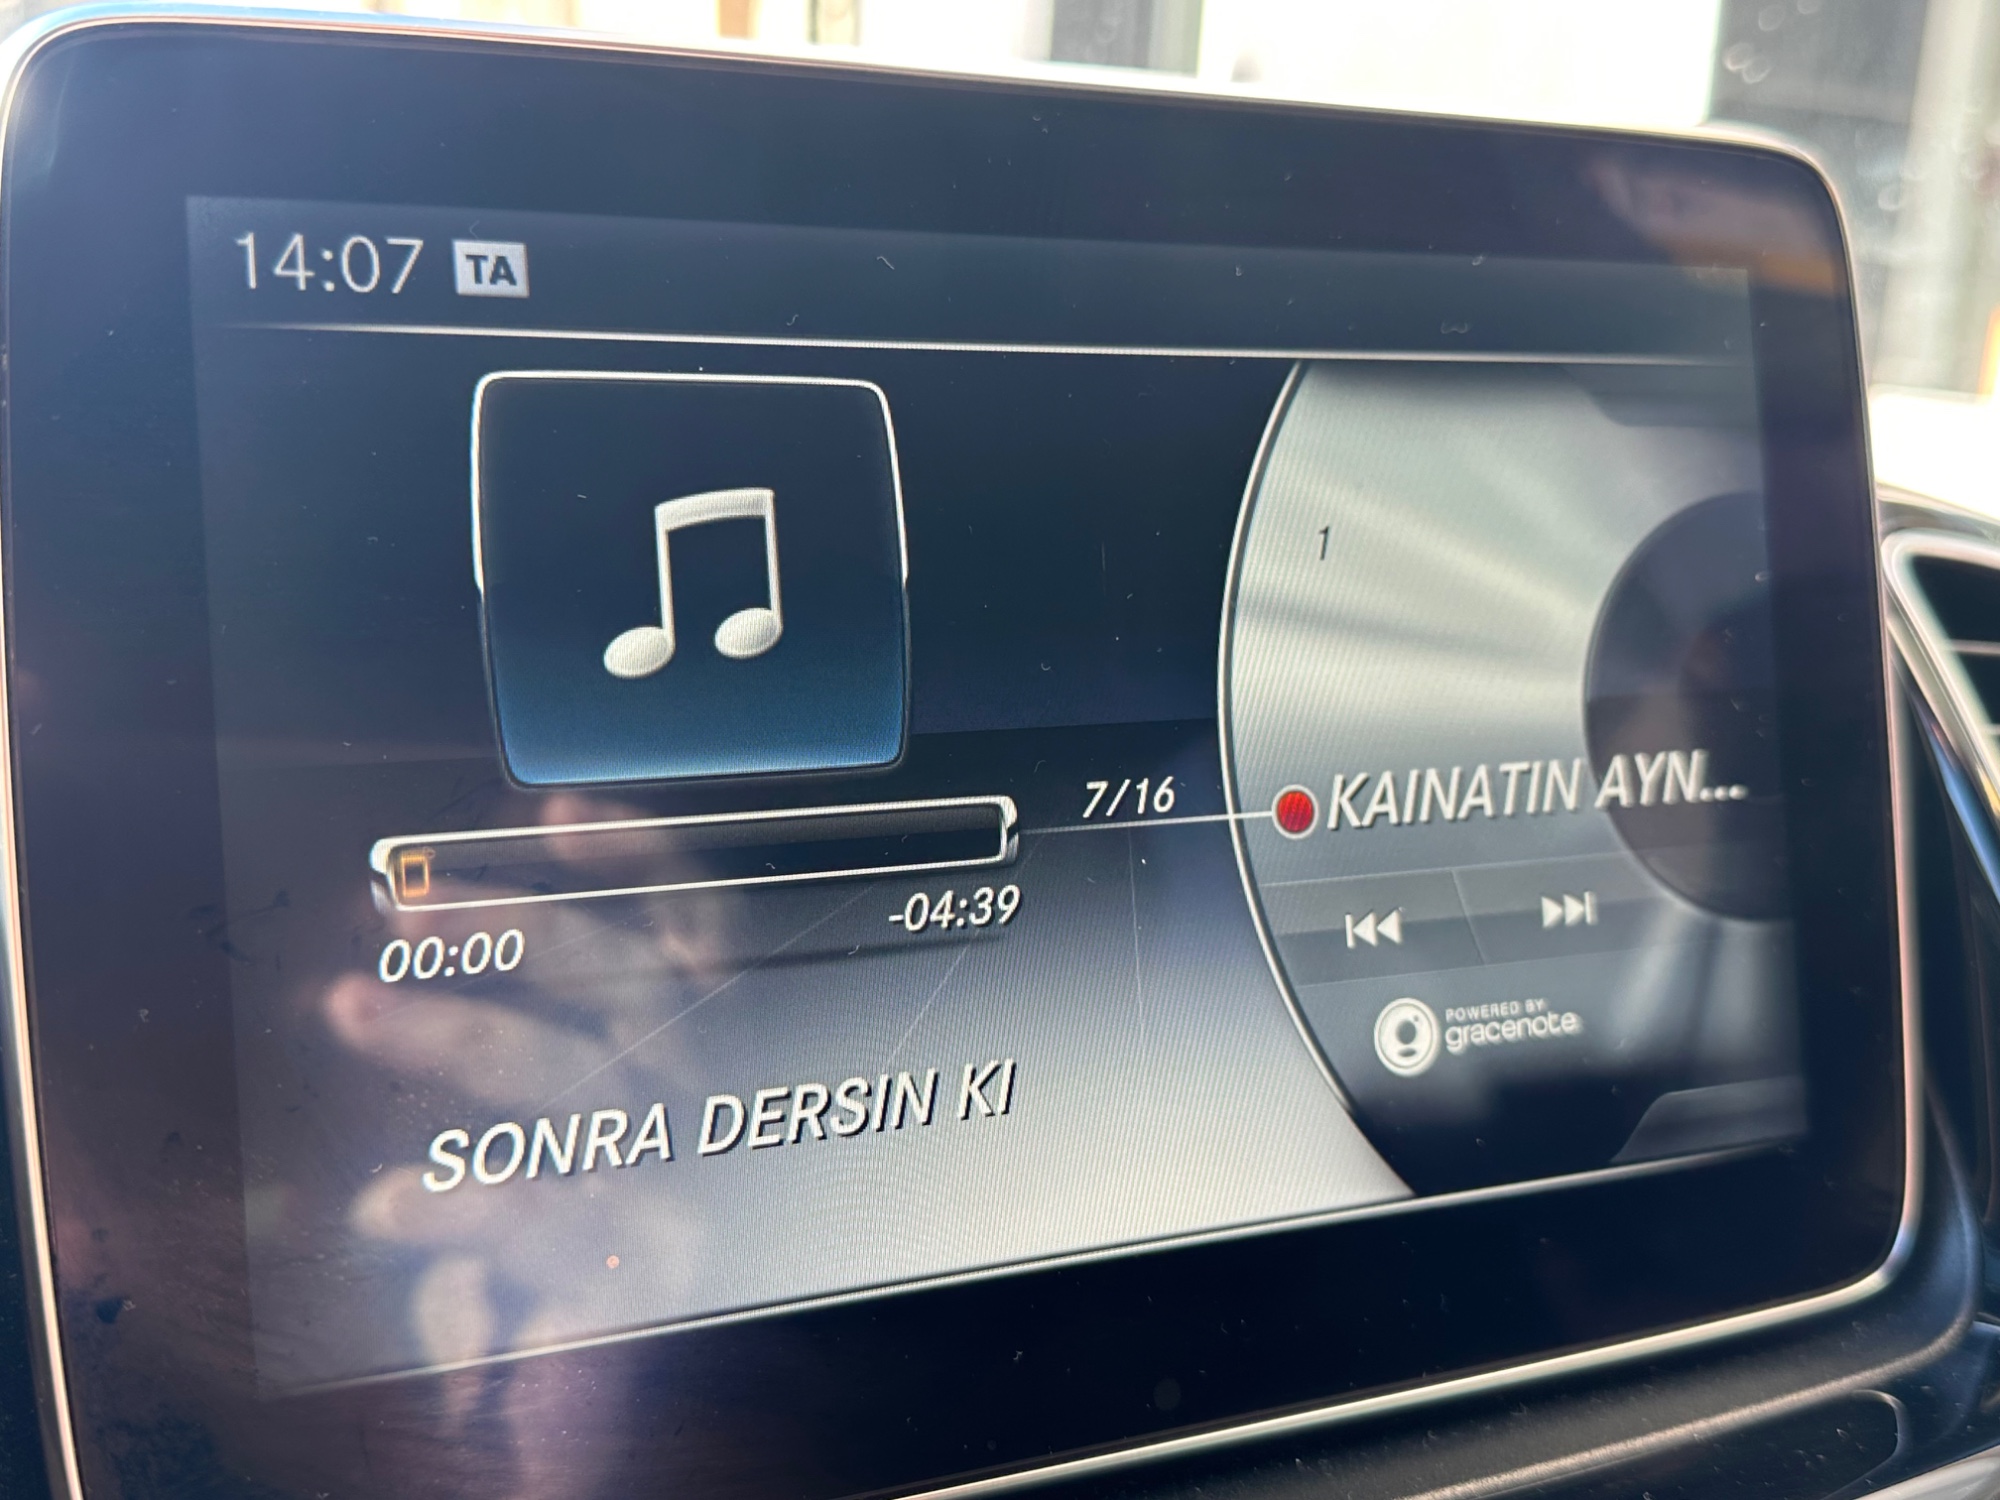 14:07 TA
1
7/16
KAINATIN AYN...
00:00
-04:39
POWERED BY
gracenote
SONRA DERSIN KI